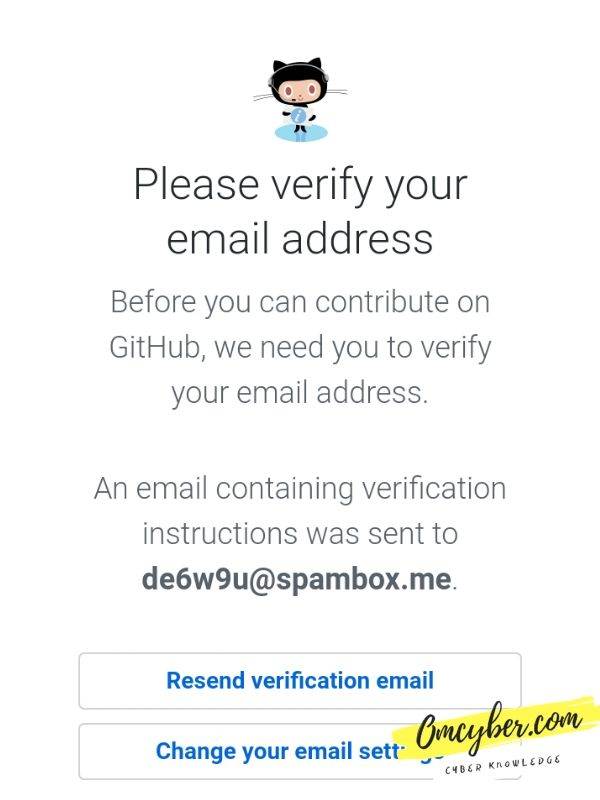 Please verify your
email address
Before you can contribute on
GitHub, we need you to verify
your email address.
An email containing verification
instructions was sent to
de6w9u@spambox.me.
Resend verification email
Change your email
Omcyber.com
CYBER KNOWLEDGE